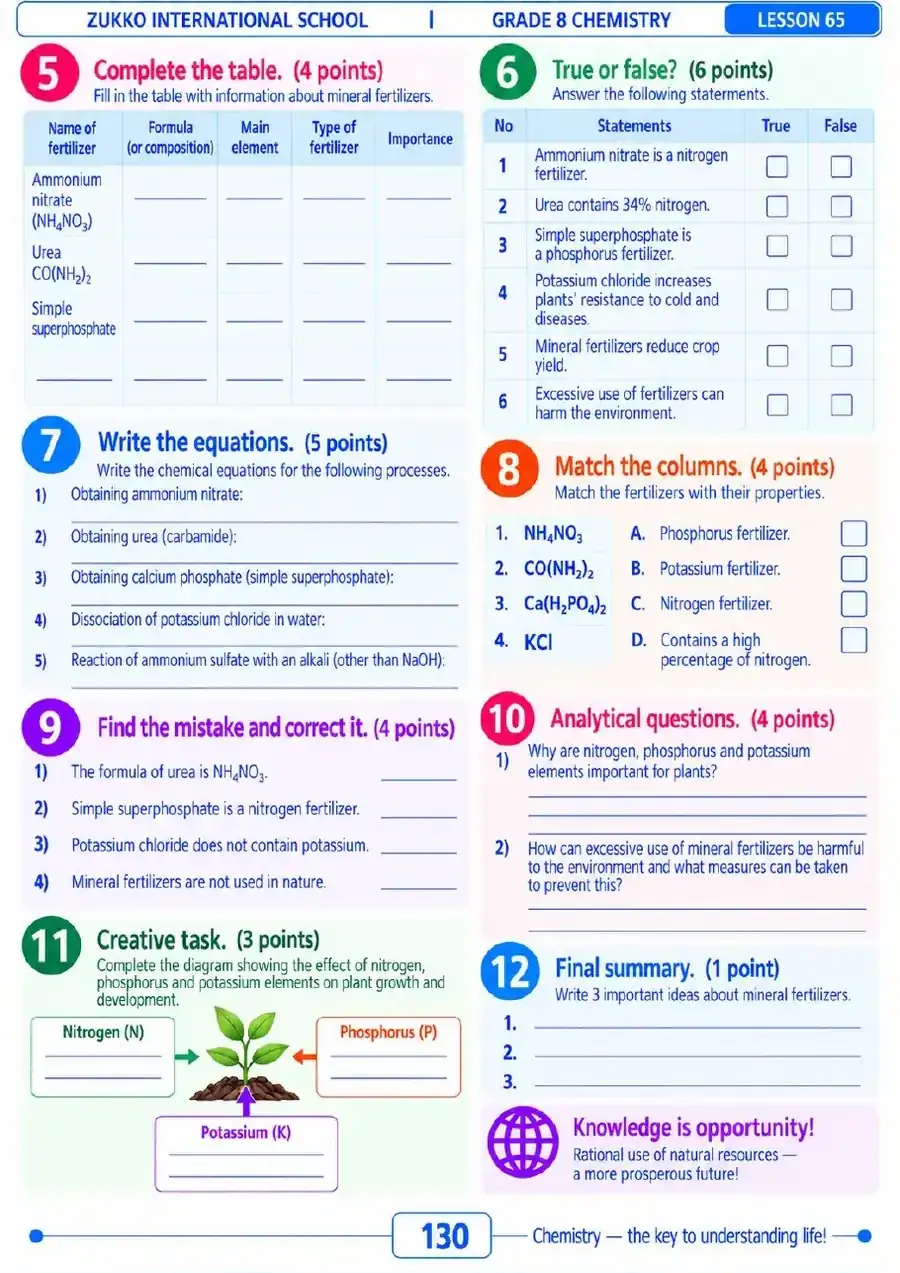 ZUKKO INTERNATIONAL SCHOOL | GRADE 8 CHEMISTRY LESSON 65
5 Complete the table. (4 points)
Fill in the table with information about mineral fertilizers.
Name of fertilizer Formula (or composition) Main element Type of fertilizer Importance
Ammonium
nitrate
(NH₄NO₃)
Urea
CO(NH₂)₂
Simple
superphosphate
6 True or false? (6 points)
Answer the following staterments.
No Statements True False
1 Ammonium nitrate is a nitrogen
fertilizer.
2 Urea contains 34% nitrogen.
3 Simple superphosphate is
a phosphorus fertilizer.
4 Potassium chloride increases
plants' resistance to cold and
diseases.
5 Mineral fertilizers reduce crop
yield.
6 Excessive use of fertilizers can
harm the environment.
7 Write the equations. (5 points)
Write the chemical equations for the following processes.
1) Obtaining ammonium nitrate:
2) Obtaining urea (carbamide):
3) Obtaining calcium phosphate (simple superphosphate):
4) Dissociation of potassium chloride in water:
5) Reaction of ammonium sulfate with an alkali (other than NaOH):
8 Match the columns. (4 points)
Match the fertilizers with their properties.
1. NH₄NO₃ A. Phosphorus fertilizer.
2. CO(NH₂)₂ B. Potassium fertilizer.
3. Ca(H₂PO₄)₂ C. Nitrogen fertilizer.
4. KCl D. Contains a high
percentage of nitrogen.
9 Find the mistake and correct it. (4 points)
1) The formula of urea is NH₄NO₃.
2) Simple superphosphate is a nitrogen fertilizer.
3) Potassium chloride does not contain potassium.
4) Mineral fertilizers are not used in nature.
10 Analytical questions. (4 points)
1) Why are nitrogen, phosphorus and potassium
elements important for plants?
2) How can excessive use of mineral fertilizers be harmful
to the environment and what measures can be taken
to prevent this?
11 Creative task. (3 points)
Complete the diagram showing the effect of nitrogen,
phosphorus and potassium elements on plant growth and
development.
Nitrogen (N)
Phosphorus (P)
Potassium (K)
12 Final summary. (1 point)
Write 3 important ideas about mineral fertilizers.
1.
2.
3.
Knowledge is opportunity!
Rational use of natural resources —
a more prosperous future!
130
Chemistry — the key to understanding life!